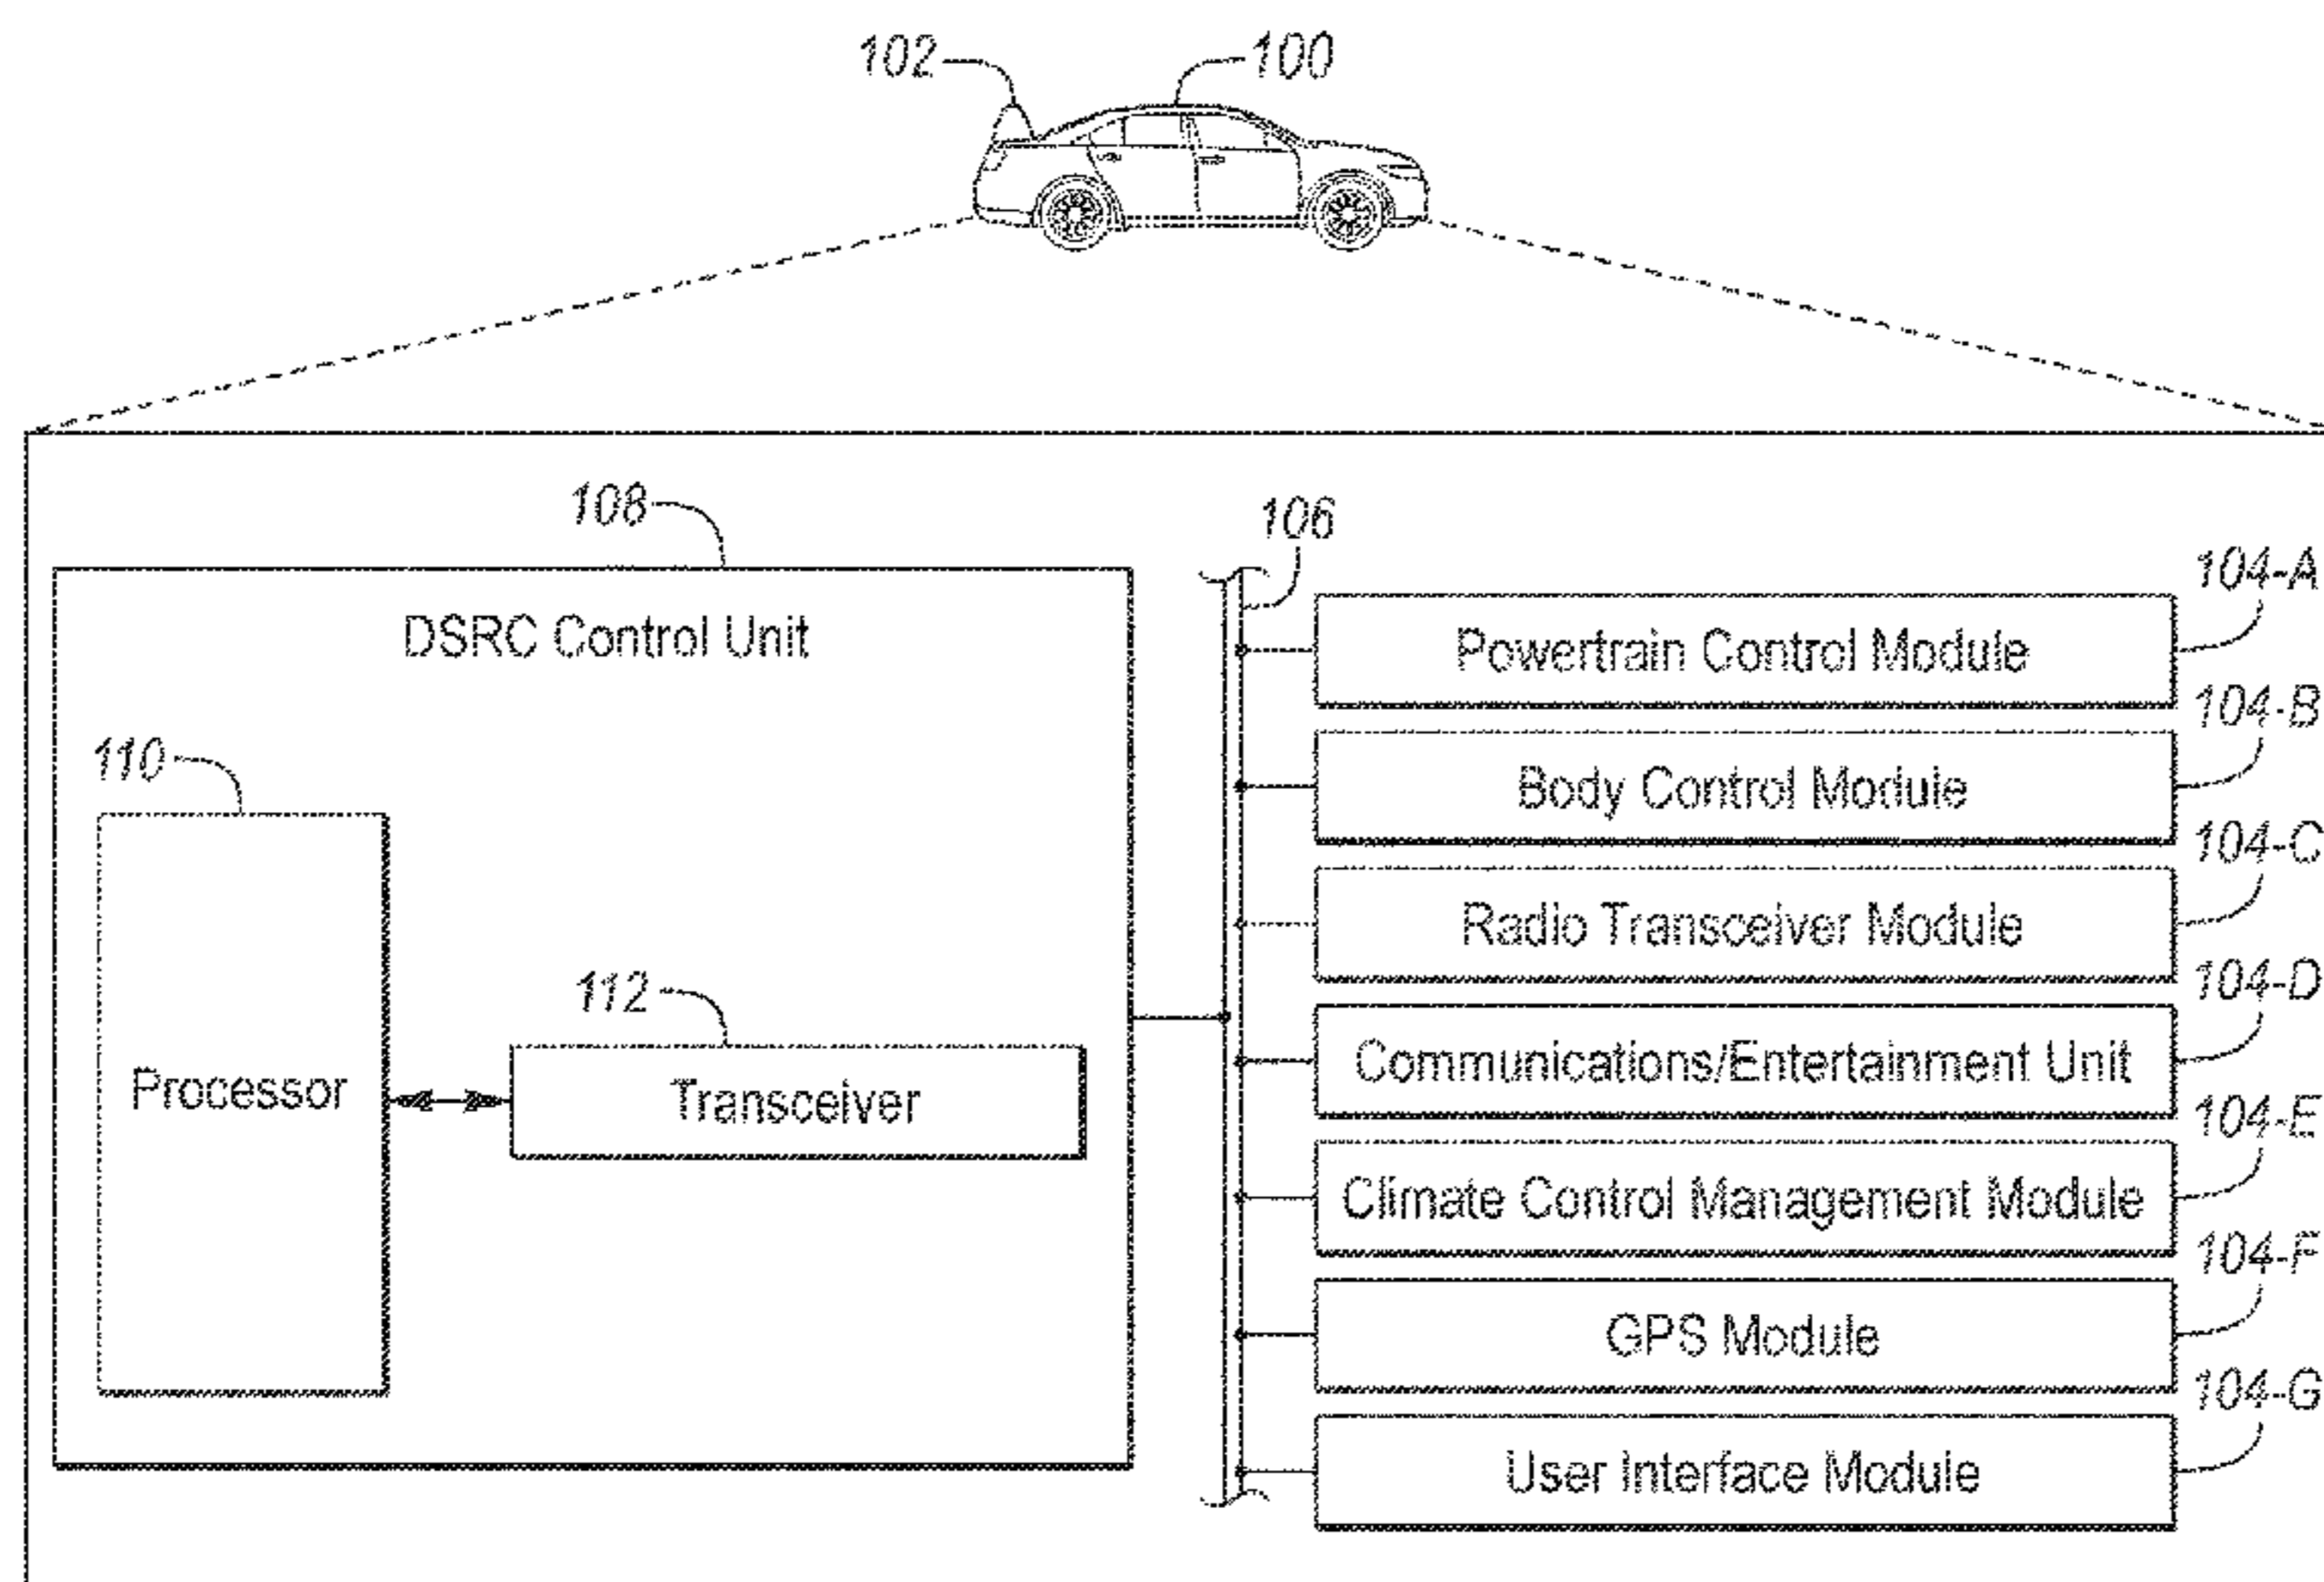 102
100
108
106
104-A
DSRC Control Unit
Powertrain Control Module
104-B
110
Body Control Module
104-C
Radio Transceiver Module
112
104-D
Processor
Transceiver
Communications/Entertainment Unit
104-E
Climate Control Management Module
104-F
GPS Module
104-G
User Interface Module